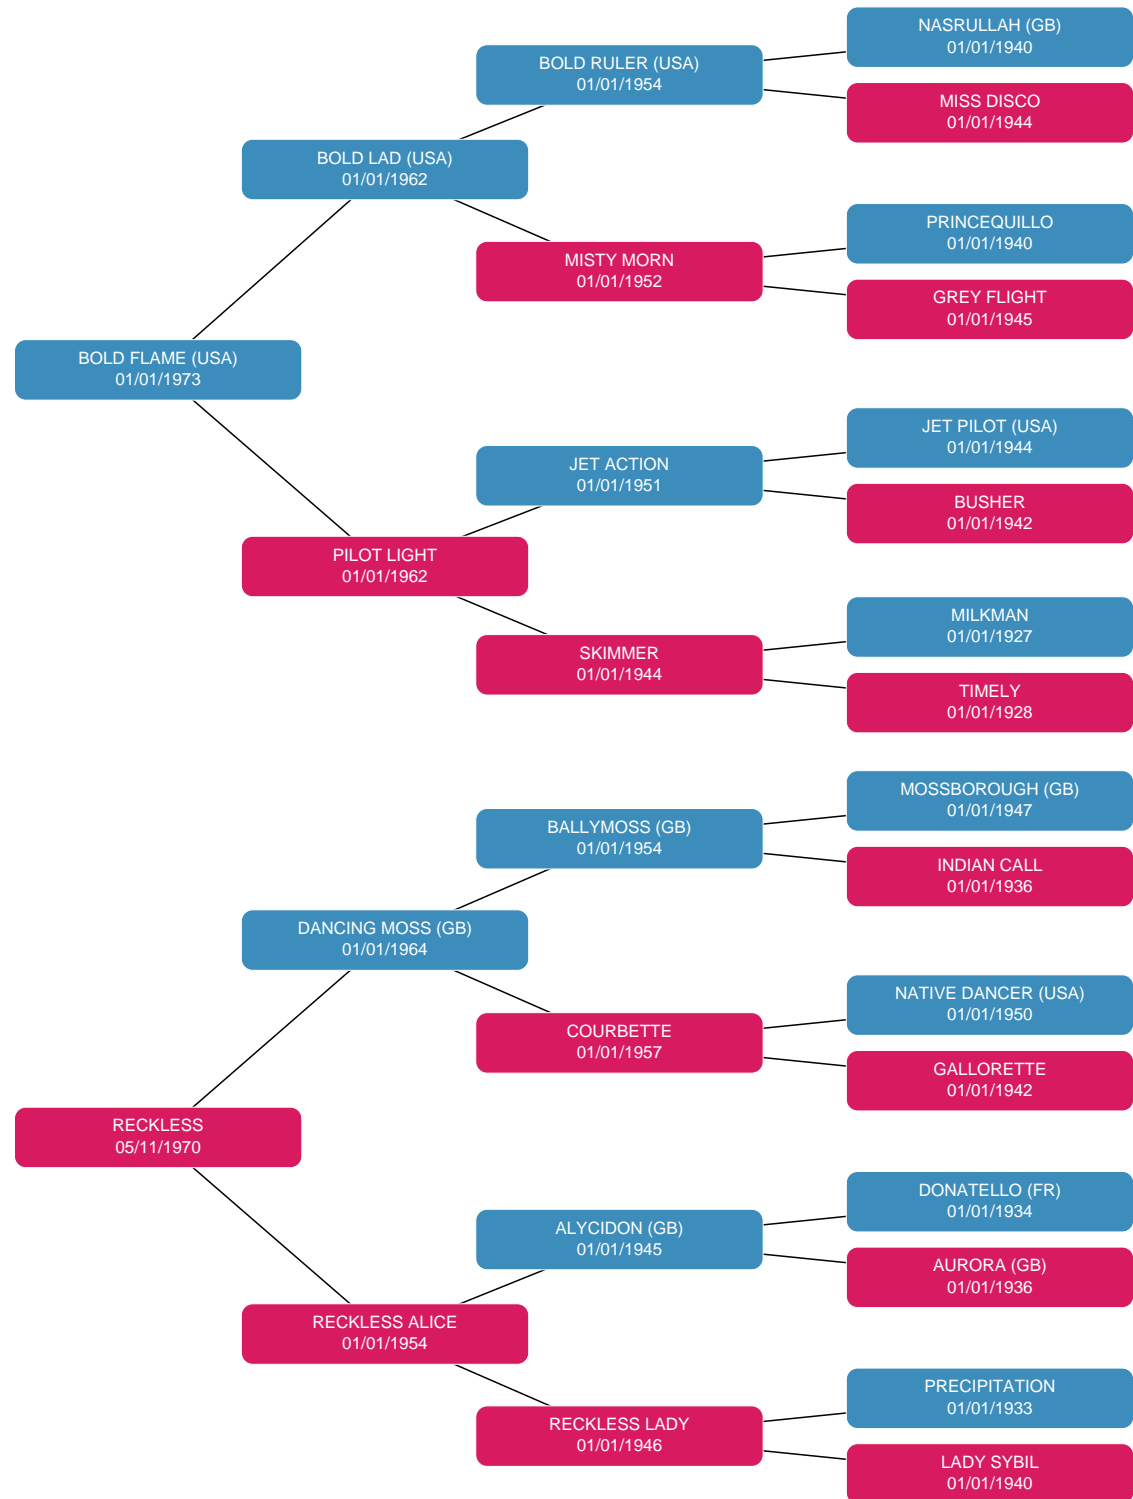 NASRULLAH (GB)
01/01/1940
BOLD RULER (USA)
01/01/1954
MISS DISCO
01/01/1944
BOLD LAD (USA)
01/01/1962
PRINCEQUILLO
01/01/1940
MISTY MORN
01/01/1952
GREY FLIGHT
01/01/1945
BOLD FLAME (USA)
01/01/1973
JET PILOT (USA)
01/01/1944
JET ACTION
01/01/1951
BUSHER
01/01/1942
PILOT LIGHT
01/01/1962
MILKMAN
01/01/1927
SKIMMER
01/01/1944
TIMELY
01/01/1928
MOSSBOROUGH (GB)
01/01/1947
BALLYMOSS (GB)
01/01/1954
INDIAN CALL
01/01/1936
DANCING MOSS (GB)
01/01/1964
NATIVE DANCER (USA)
01/01/1950
COURBETTE
01/01/1957
GALLORETTE
01/01/1942
RECKLESS
05/11/1970
DONATELLO (FR)
01/01/1934
ALYCIDON (GB)
01/01/1945
AURORA (GB)
01/01/1936
RECKLESS ALICE
01/01/1954
PRECIPITATION
01/01/1933
RECKLESS LADY
01/01/1946
LADY SYBIL
01/01/1940